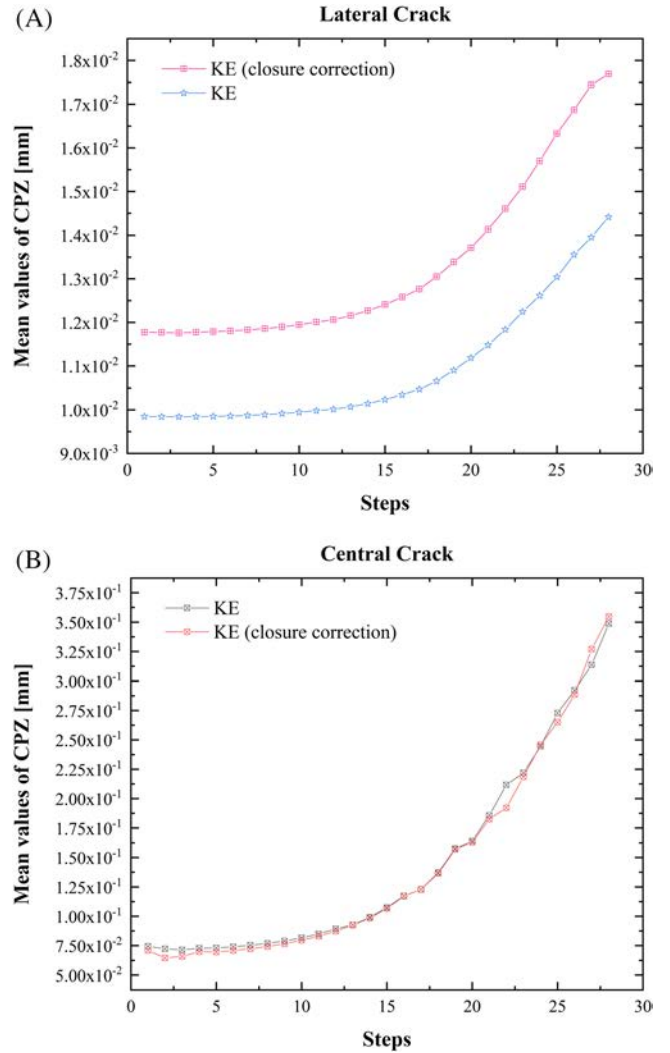 (A)
Lateral Crack
KE (closure correction)
KE
Mean values of CPZ [mm]
1.8x10⁻²
1.7x10⁻²
1.6x10⁻²
1.5x10⁻²
1.4x10⁻²
1.3x10⁻²
1.2x10⁻²
1.1x10⁻²
1.0x10⁻²
9.0x10⁻³
0 5 10 15 20 25 30
Steps
(B)
Central Crack
KE
KE (closure correction)
Mean values of CPZ [mm]
3.75x10⁻¹
3.50x10⁻¹
3.25x10⁻¹
3.00x10⁻¹
2.75x10⁻¹
2.50x10⁻¹
2.25x10⁻¹
2.00x10⁻¹
1.75x10⁻¹
1.50x10⁻¹
1.25x10⁻¹
1.00x10⁻¹
7.50x10⁻²
5.00x10⁻²
0 5 10 15 20 25 30
Steps